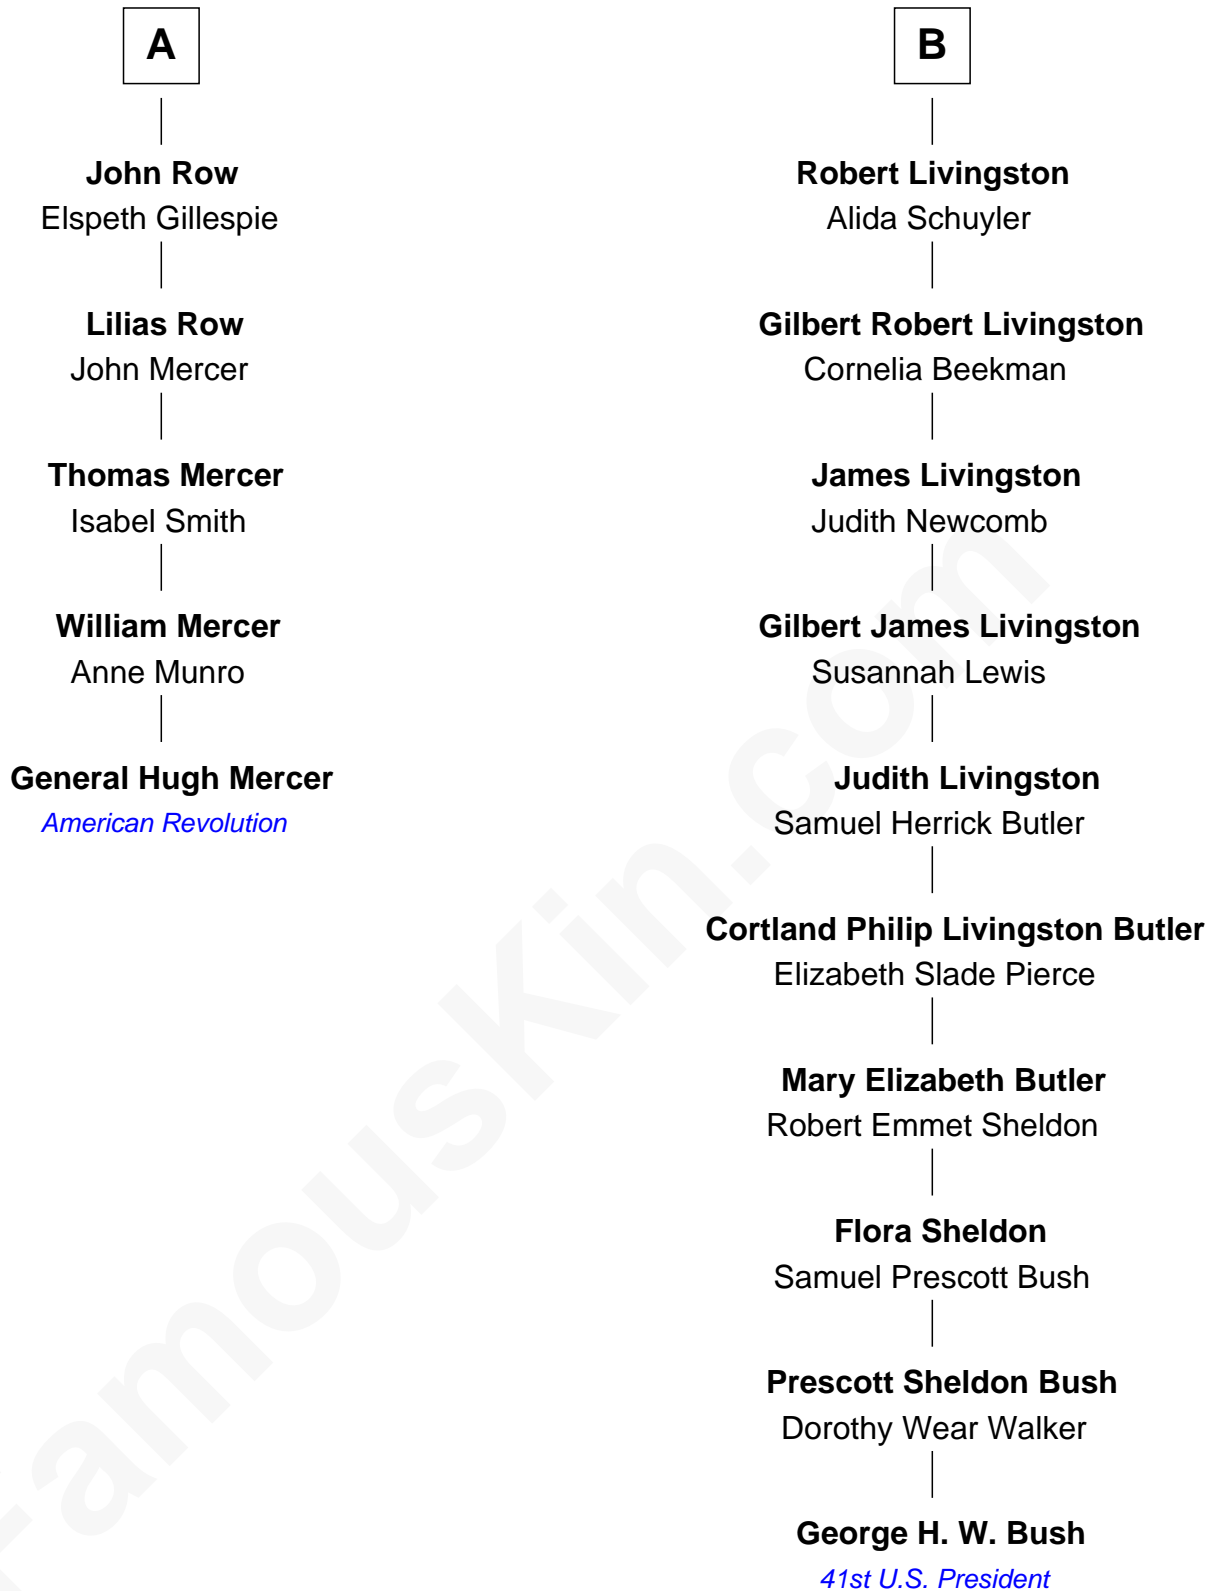 A
John Row
Elspeth Gillespie
Lilias Row
John Mercer
Thomas Mercer
Isabel Smith
William Mercer
Anne Munro
General Hugh Mercer
American Revolution
B
Robert Livingston
Alida Schuyler
Gilbert Robert Livingston
Cornelia Beekman
James Livingston
Judith Newcomb
Gilbert James Livingston
Susannah Lewis
Judith Livingston
Samuel Herrick Butler
Cortland Philip Livingston Butler
Elizabeth Slade Pierce
Mary Elizabeth Butler
Robert Emmet Sheldon
Flora Sheldon
Samuel Prescott Bush
Prescott Sheldon Bush
Dorothy Wear Walker
George H. W. Bush
41st U.S. President
FamousKin.com